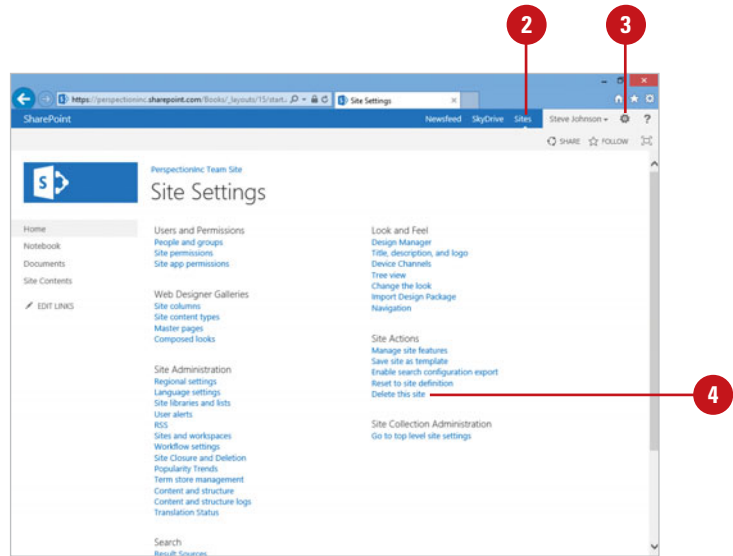 2
3
https://perspectioninc.sharepoint.com/Books/_layouts/15/start.
Site Settings
SharePoint
Newsfeed SkyDrive Sites Steve Johnson ?
SHARE FOLLOW
S
PerspectionInc Team Site
Site Settings
Home
Notebook
Documents
Site Contents
EDIT LINKS
Users and Permissions
People and groups
Site permissions
Site app permissions
Web Designer Galleries
Site columns
Site content types
Master pages
Composed looks
Site Administration
Regional settings
Language settings
Site libraries and lists
User alerts
RSS
Sites and workspaces
Workflow settings
Site Closure and Deletion
Popularity Trends
Term store management
Content and structure
Content and structure logs
Translation Status
Search
Result Sources
Look and Feel
Design Manager
Title, description, and logo
Device Channels
Tree view
Change the look
Import Design Package
Navigation
Site Actions
Manage site features
Save site as template
Enable search configuration export
Reset to site definition
Delete this site
4
Site Collection Administration
Go to top level site settings